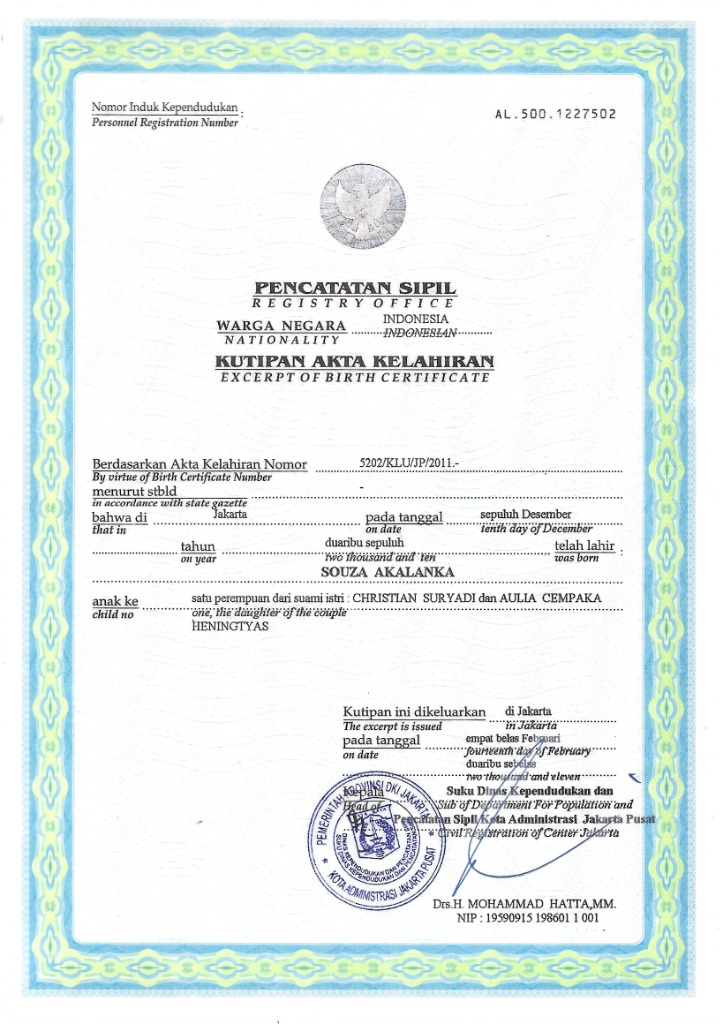 Nomor Induk Kependudukan :
Personnel Registration Number
AL.500.1227502
PENCATATAN SIPIL
REGISTRY OFFICE
WARGA NEGARA INDONESIA
NATIONALITY INDONESIAN
KUTIPAN AKTA KELAHIRAN
EXCERPT OF BIRTH CERTIFICATE
Berdasarkan Akta Kelahiran Nomor 5202/KLU/JP/2011.-
By virtue of Birth Certificate Number
menurut stbld -
in accordance with state gazette
bahwa di Jakarta pada tanggal sepuluh Desember
that in on date tenth day of December
tahun duaribu sepuluh telah lahir :
on year two thousand and ten was born
SOUZA AKALANKA
anak ke satu perempuan dari suami istri : CHRISTIAN SURYADI dan AULIA CEMPAKA
child no one, the daughter of the couple
HENINGTYAS
Kutipan ini dikeluarkan di Jakarta
The excerpt is issued in Jakarta
pada tanggal empat belas Februari
on date fourteenth day of February
duaribu sebelas
two thousand and eleven
Kepala Suku Dinas Kependudukan dan
Head of Sub of Department For Population and
Pencatatan Sipil Kota Administrasi Jakarta Pusat
Civil Registration of Center Jakarta
PEMERINTAH PROVINSI DKI JAKARTA
SUKU DINAS KEPENDUDUKAN DAN PENCATATAN
KOTA ADMINISTRASI JAKARTA PUSAT
Drs.H. MOHAMMAD HATTA,MM.
NIP : 19590915 198601 1 001